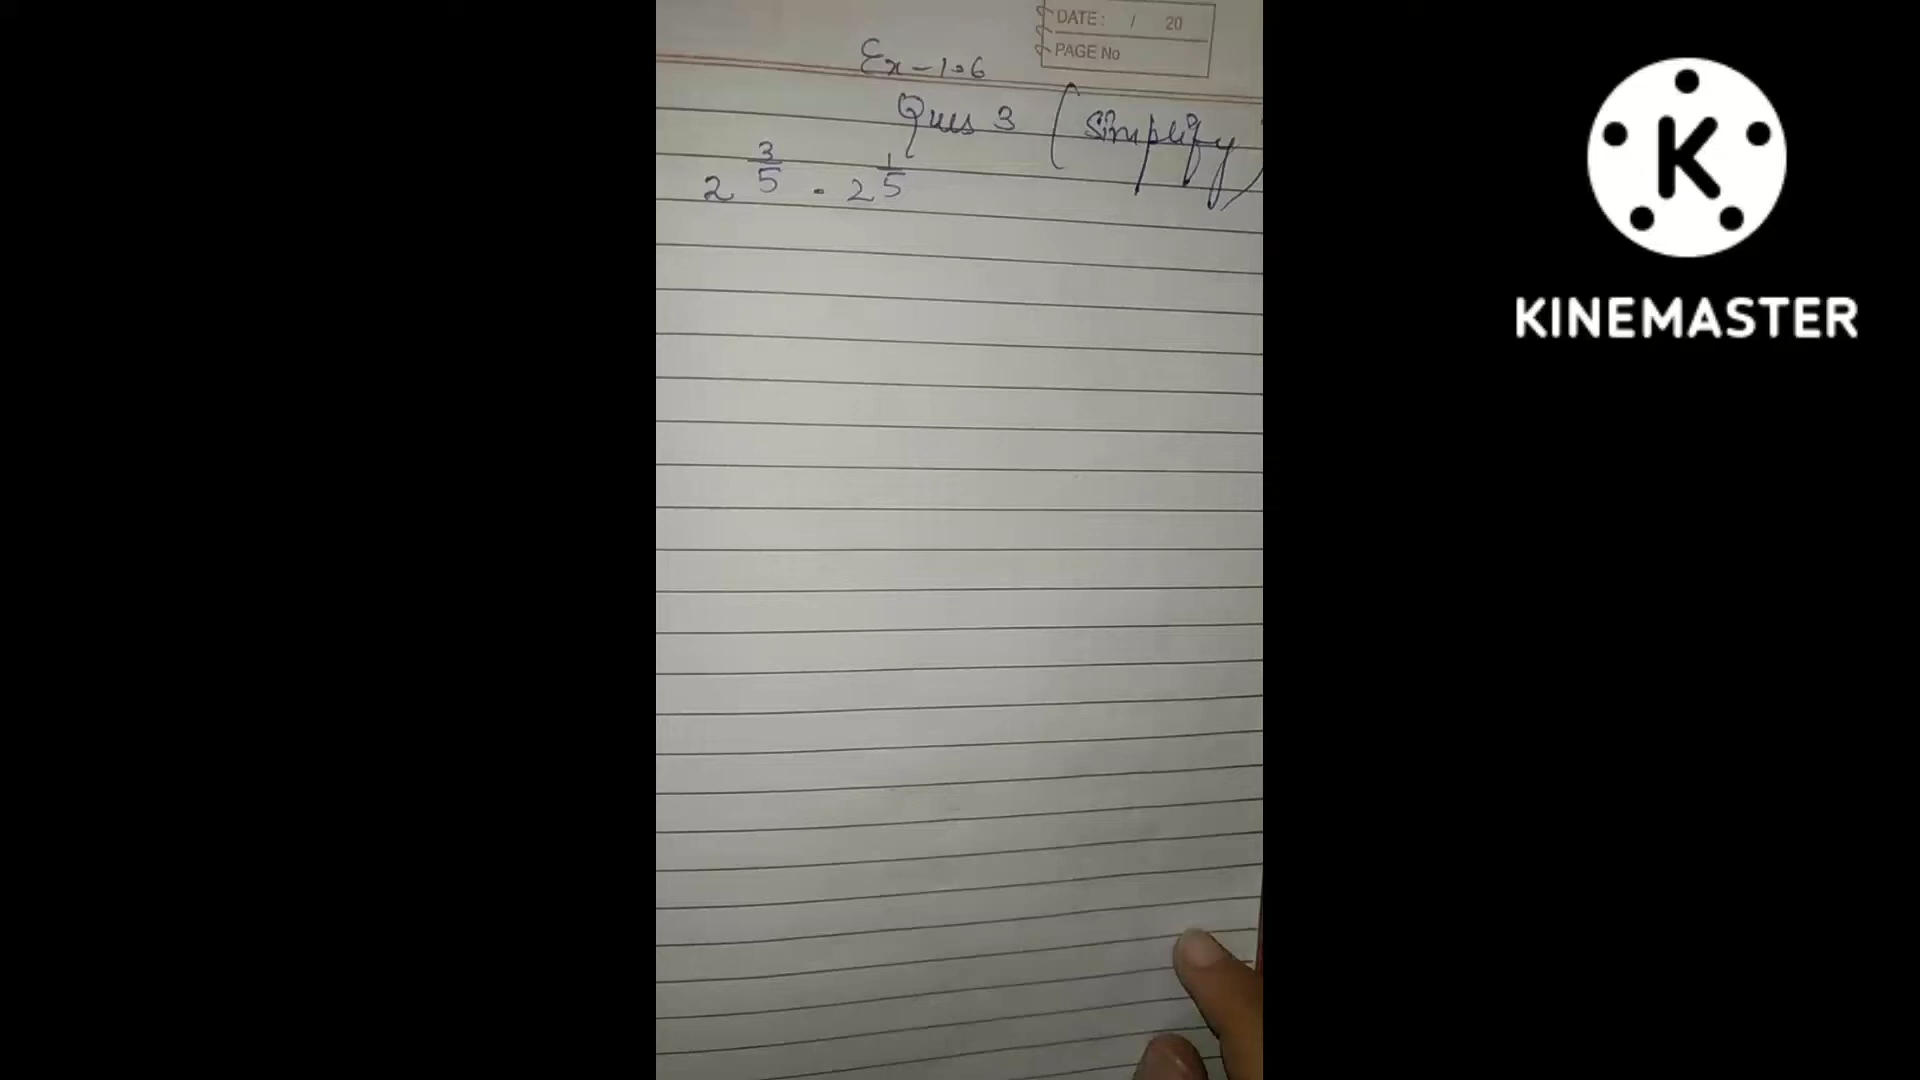 DATE: / 20
PAGE No
Ex-1.6
Ques 3 (Simplify)
2^{3/5} · 2^{1/5}
K
KINEMASTER